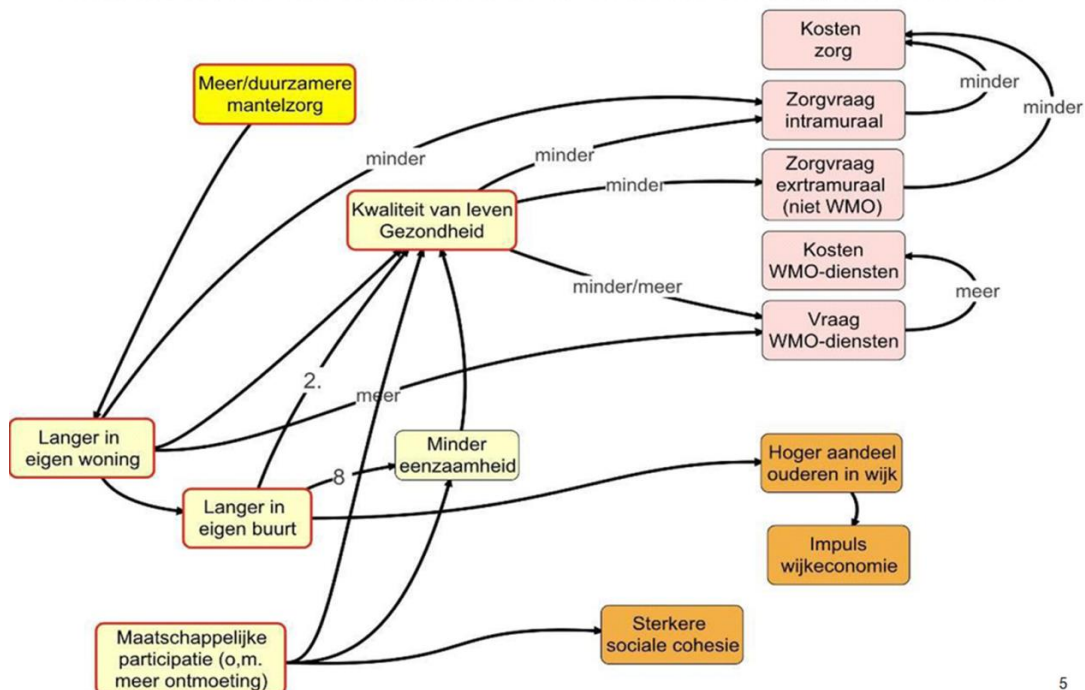 Kosten
zorg
Meer/duurzamere
mantelzorg
minder
Zorgvraag
intramuraal
minder
minder
minder
Zorgvraag
exrtramuraal
(niet WMO)
minder
Kwaliteit van leven
Gezondheid
Kosten
WMO-diensten
minder/meer
meer
Vraag
WMO-diensten
2.
meer
Langer in
eigen woning
Minder
eenzaamheid
Hoger aandeel
ouderen in wijk
8
Langer in
eigen buurt
Impuls
wijkeconomie
Maatschappelijke
participatie (o,m.
meer ontmoeting)
Sterkere
sociale cohesie
5